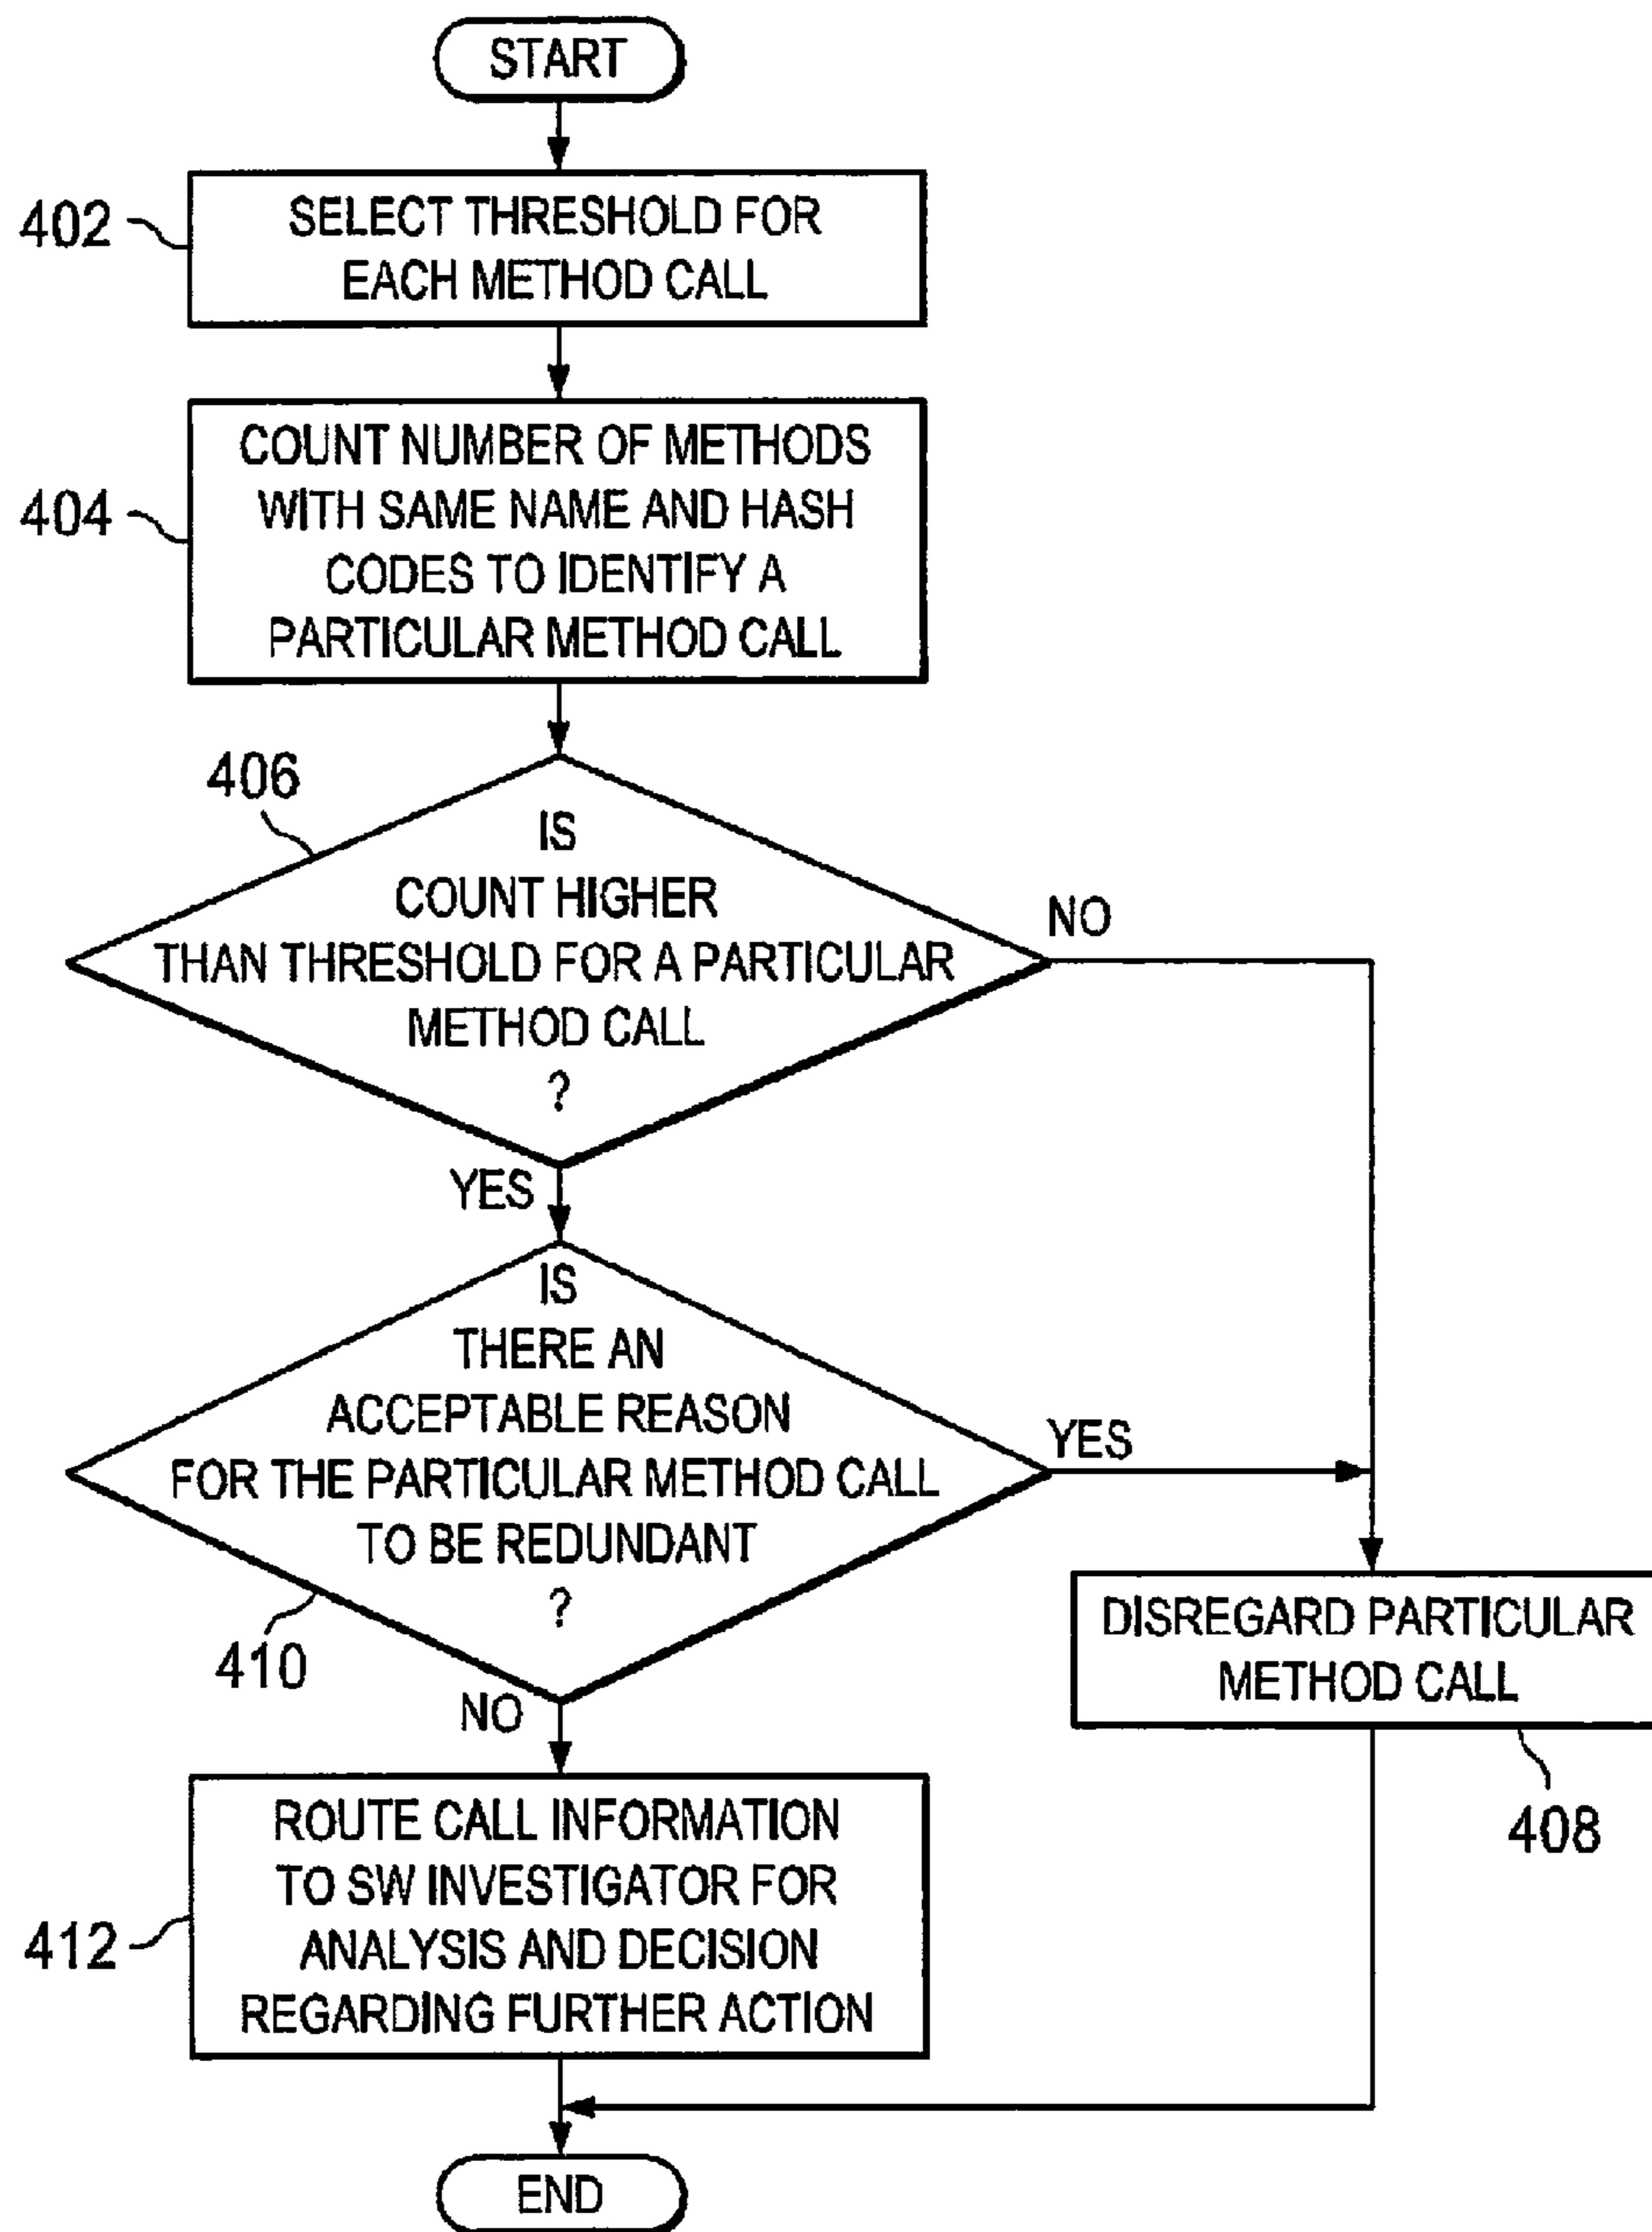 START
402
SELECT THRESHOLD FOR
EACH METHOD CALL
404
COUNT NUMBER OF METHODS
WITH SAME NAME AND HASH
CODES TO IDENTIFY A
PARTICULAR METHOD CALL
406
IS
COUNT HIGHER
THAN THRESHOLD FOR A PARTICULAR
METHOD CALL
?
NO
YES
IS
THERE AN
ACCEPTABLE REASON
FOR THE PARTICULAR METHOD CALL
TO BE REDUNDANT
?
YES
410
NO
DISREGARD PARTICULAR
METHOD CALL
408
412
ROUTE CALL INFORMATION
TO SW INVESTIGATOR FOR
ANALYSIS AND DECISION
REGARDING FURTHER ACTION
END